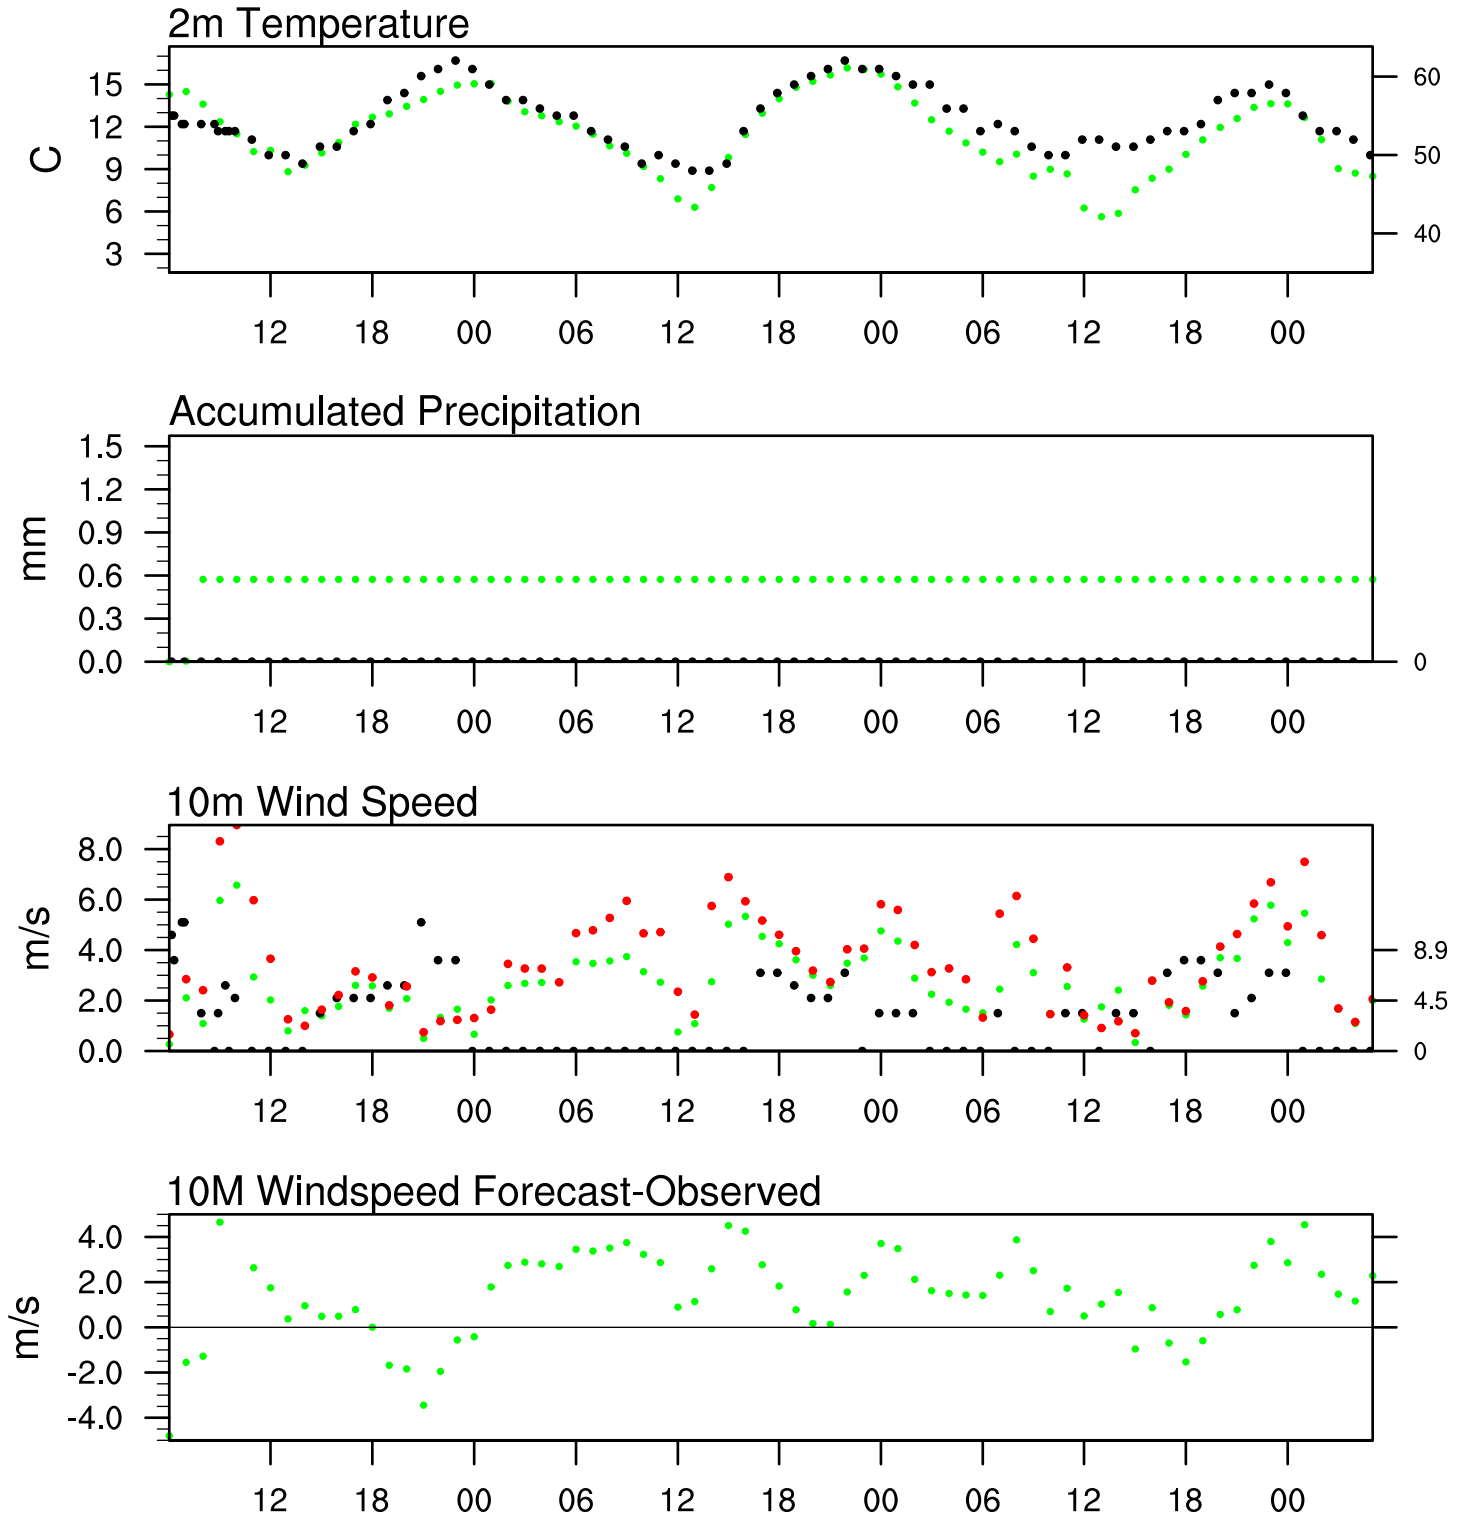 2m Temperature
15
12
9
6
3
C
60
50
40
12 18 00 06 12 18 00 06 12 18 00
Accumulated Precipitation
1.5
1.2
0.9
0.6
0.3
0.0
mm
0
12 18 00 06 12 18 00 06 12 18 00
10m Wind Speed
8.0
6.0
4.0
2.0
0.0
m/s
8.9
4.5
0
12 18 00 06 12 18 00 06 12 18 00
10M Windspeed Forecast-Observed
4.0
2.0
0.0
-2.0
-4.0
m/s
12 18 00 06 12 18 00 06 12 18 00